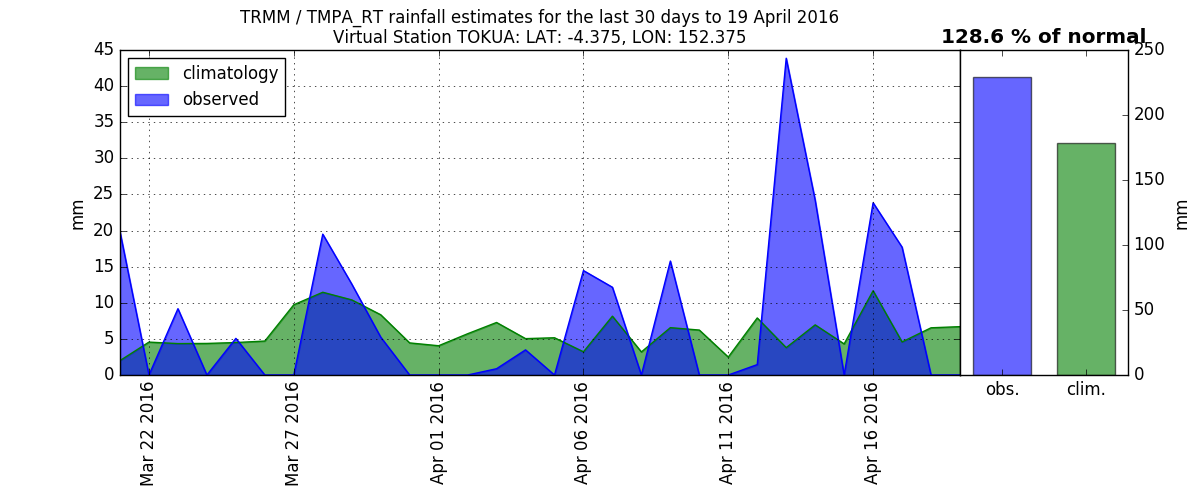 TRMM / TMPA_RT rainfall estimates for the last 30 days to 19 April 2016
Virtual Station TOKUA: LAT: -4.375, LON: 152.375
128.6 % of normal
climatology
observed
mm
45
40
35
30
25
20
15
10
5
0
Mar 22 2016
Mar 27 2016
Apr 01 2016
Apr 06 2016
Apr 11 2016
Apr 16 2016
obs.
clim.
250
200
150
100
50
0
mm